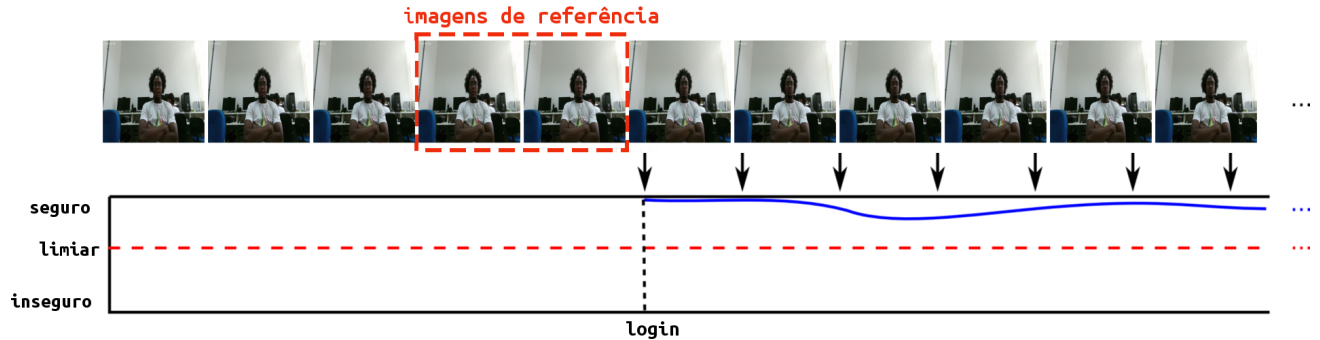 imagens de referência
...
seguro
...
limiar
...
inseguro
login